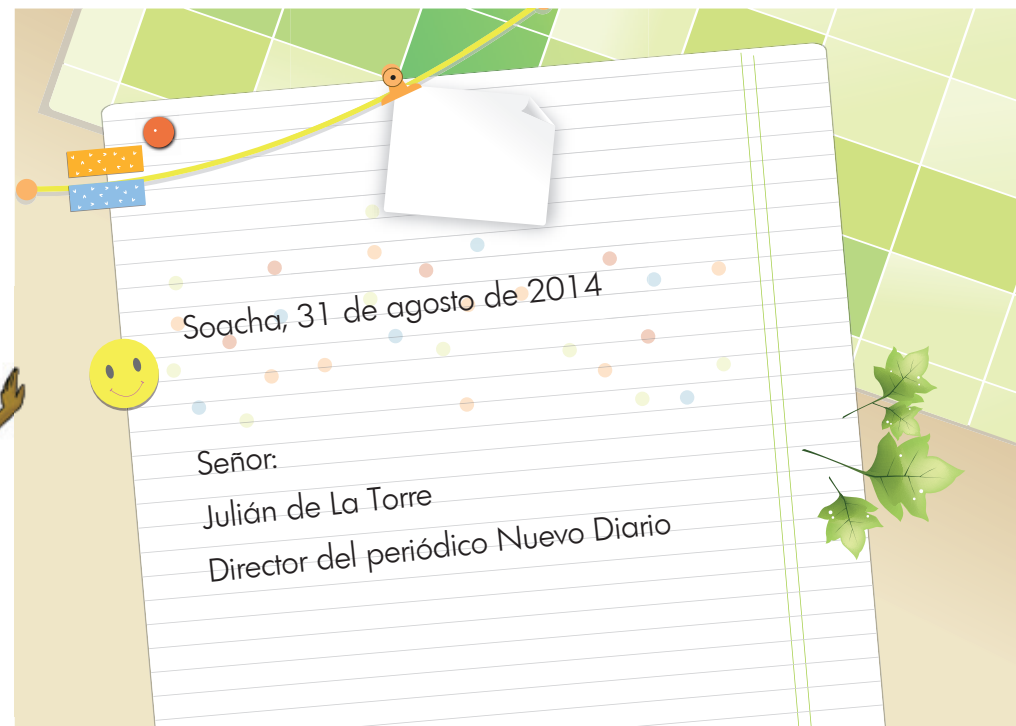 Soacha, 31 de agosto de 2014
Señor:
Julián de La Torre
Director del periódico Nuevo Diario